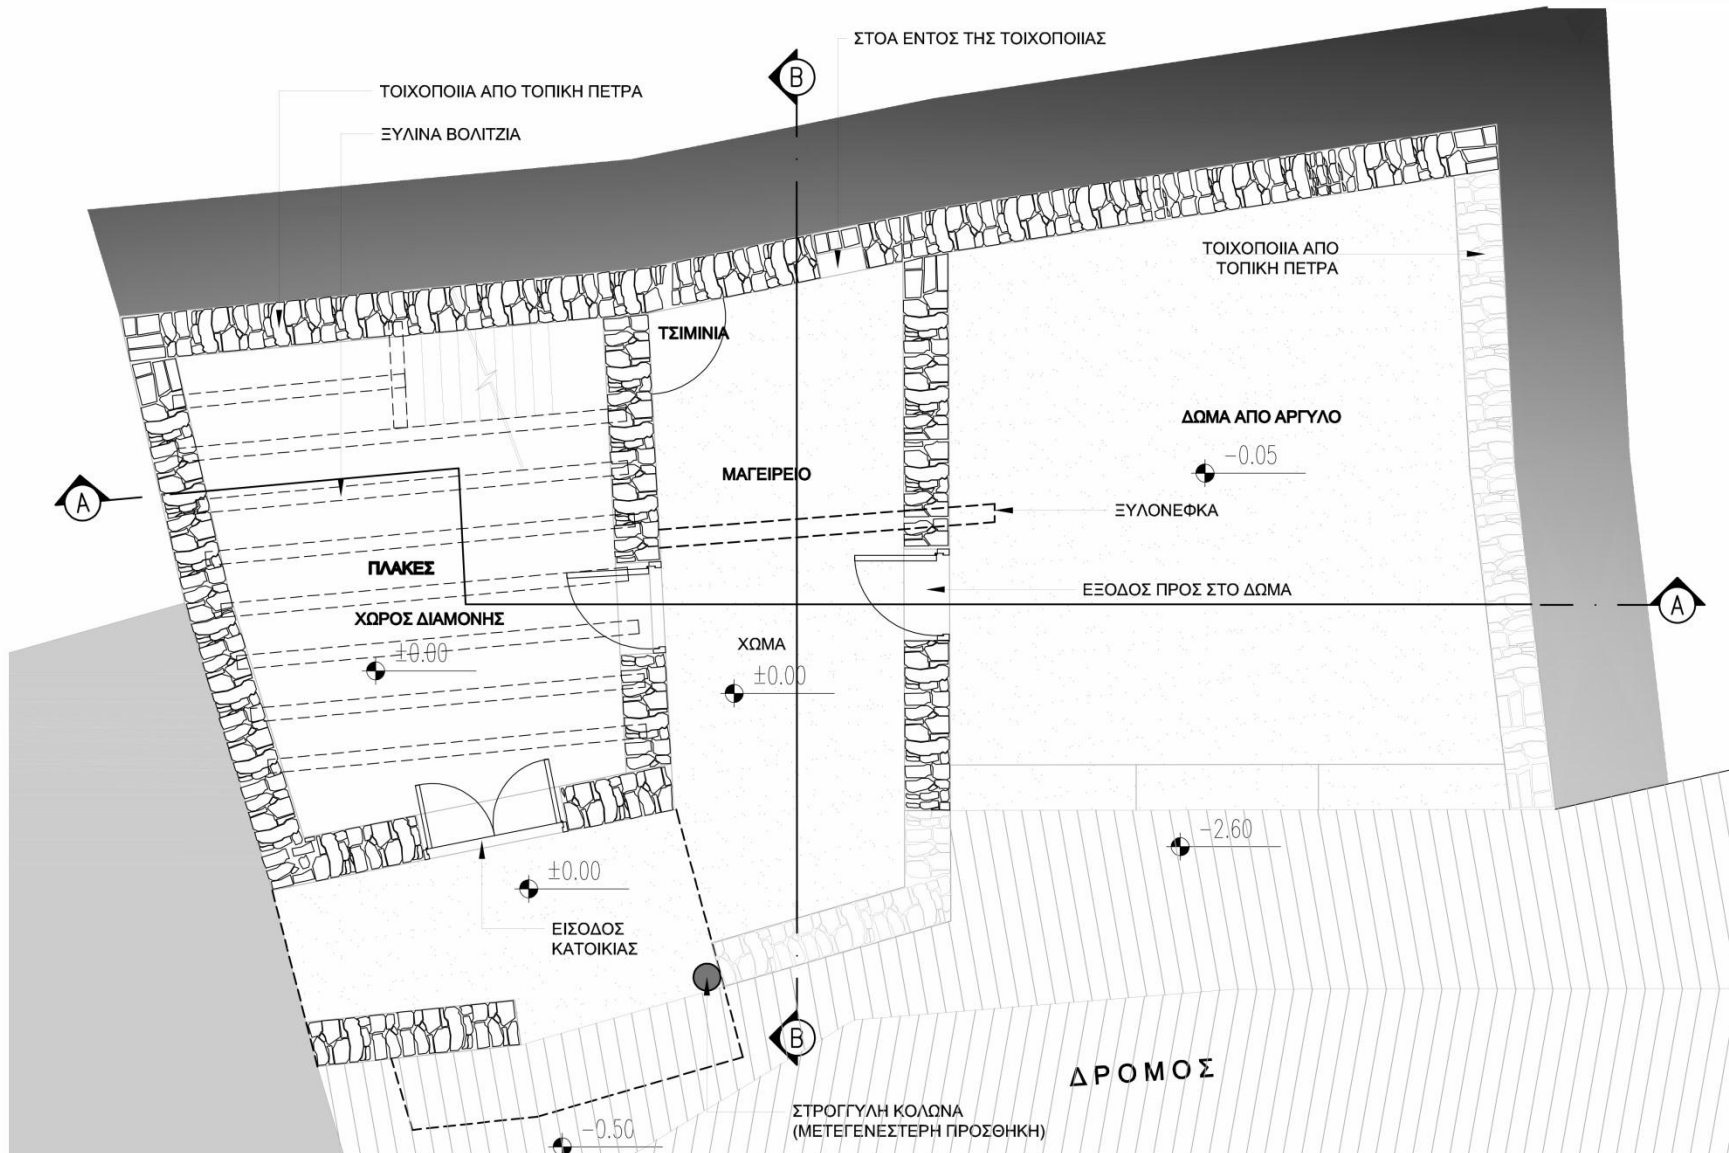 ΣΤΟΑ ΕΝΤΟΣ ΤΗΣ ΤΟΙΧΟΠΟΙΙΑΣ
B
ΤΟΙΧΟΠΟΙΙΑ ΑΠΟ ΤΟΠΙΚΗ ΠΕΤΡΑ
ΞΥΛΙΝΑ ΒΟΛΙΤΖΙΑ
ΤΟΙΧΟΠΟΙΙΑ ΑΠΟ
ΤΟΠΙΚΗ ΠΕΤΡΑ
ΤΣΙΜΙΝΙΑ
ΔΩΜΑ ΑΠΟ ΑΡΓΥΛΟ
-0.05
ΜΑΓΕΙΡΕΙΟ
A
ΞΥΛΟΝΕΦΚΑ
ΠΛΑΚΕΣ
ΕΞΟΔΟΣ ΠΡΟΣ ΣΤΟ ΔΩΜΑ
A
ΧΩΡΟΣ ΔΙΑΜΟΝΗΣ
±0.00
ΧΩΜΑ
±0.00
-2.60
±0.00
ΕΙΣΟΔΟΣ
ΚΑΤΟΙΚΙΑΣ
B
ΔΡΟΜΟΣ
ΣΤΡΟΓΓΥΛΗ ΚΟΛΩΝΑ
(ΜΕΤΕΓΕΝΕΣΤΕΡΗ ΠΡΟΣΘΗΚΗ)
-0.50